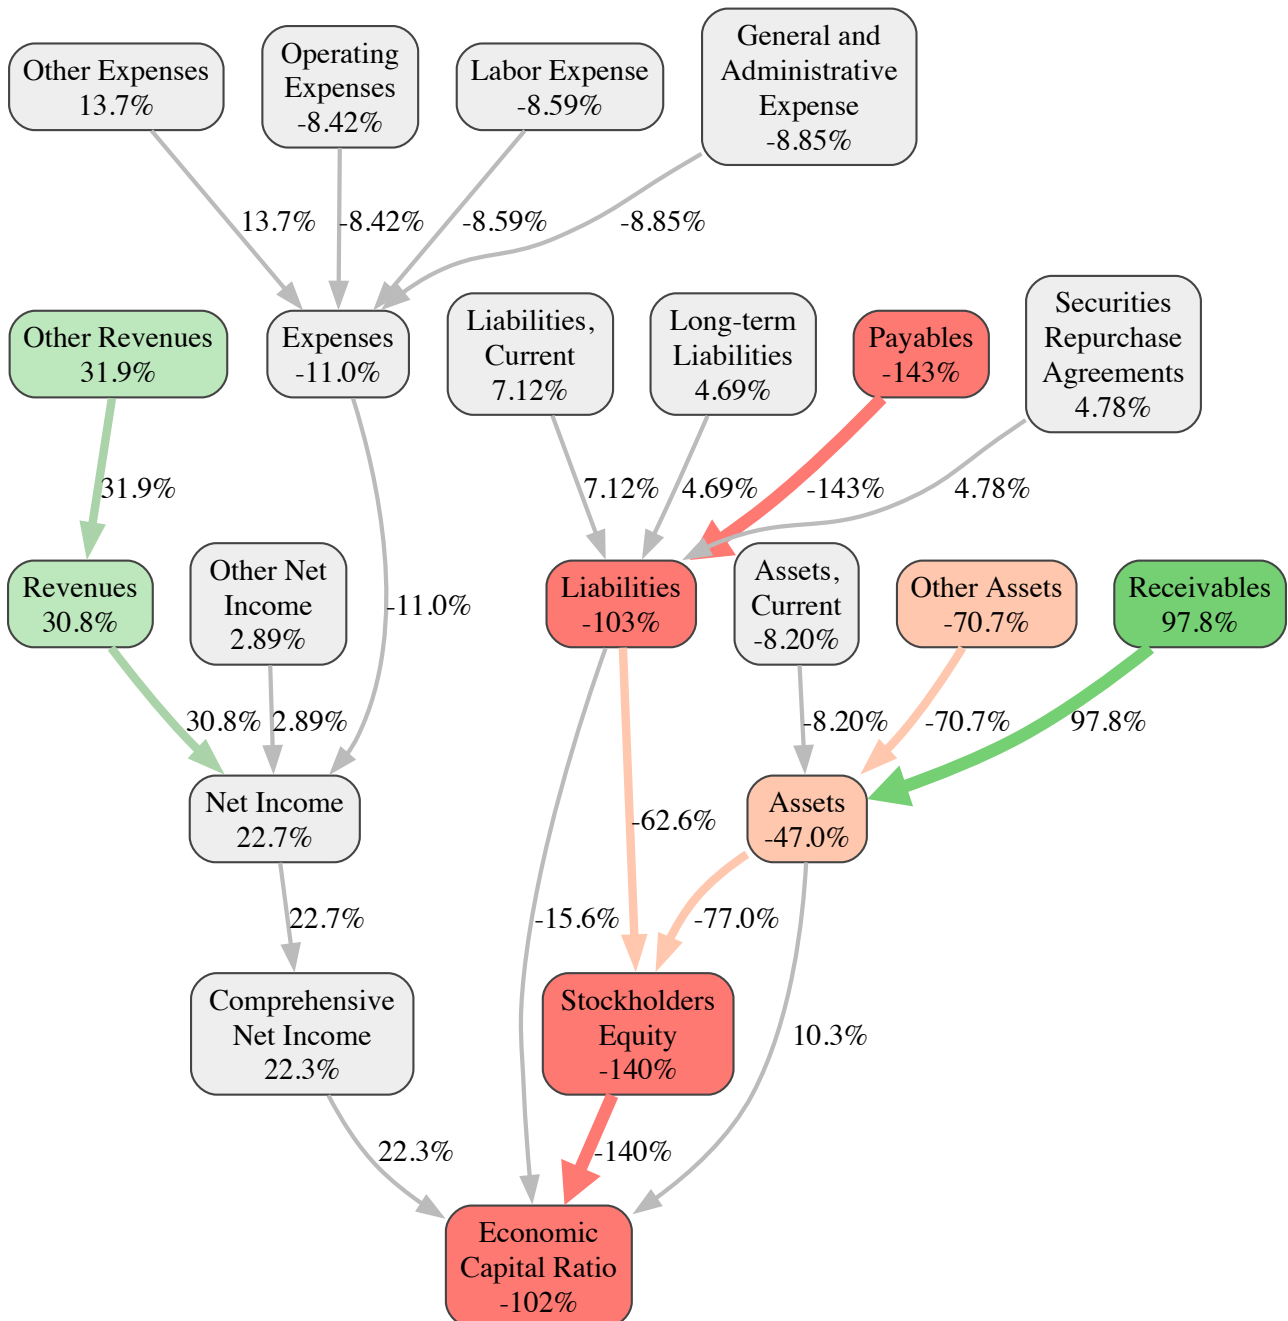 Other Expenses
13.7%
Operating
Expenses
-8.42%
Labor Expense
-8.59%
General and
Administrative
Expense
-8.85%
13.7%
-8.42%
-8.59%
-8.85%
Other Revenues
31.9%
Expenses
-11.0%
Liabilities,
Current
7.12%
Long-term
Liabilities
4.69%
Payables
-143%
Securities
Repurchase
Agreements
4.78%
31.9%
7.12%
4.69%
-143%
4.78%
Revenues
30.8%
Other Net
Income
2.89%
-11.0%
Liabilities
-103%
Assets,
Current
-8.20%
Other Assets
-70.7%
Receivables
97.8%
30.8%
2.89%
-8.20%
-70.7%
97.8%
Net Income
22.7%
-62.6%
Assets
-47.0%
22.7%
-15.6%
-77.0%
Comprehensive
Net Income
22.3%
Stockholders
Equity
-140%
10.3%
22.3%
-140%
Economic
Capital Ratio
-102%